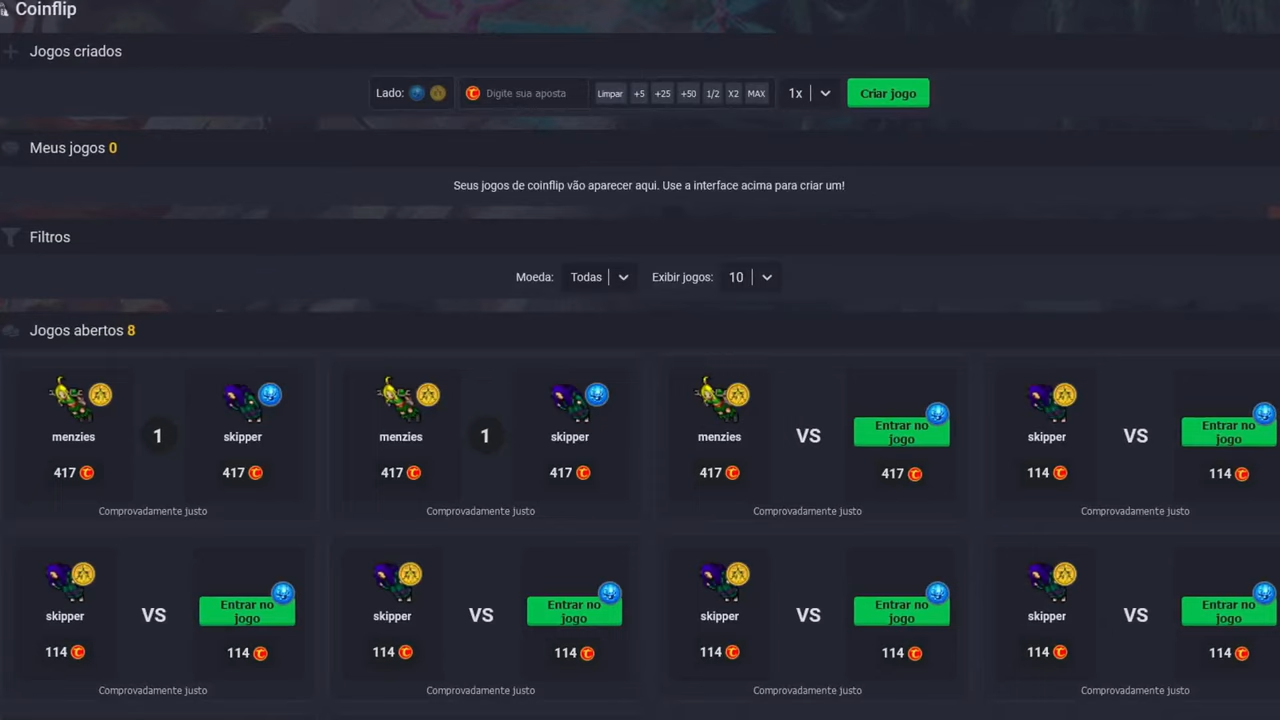 Coinflip
Jogos criados
Lado: Digite sua aposta Limpar +5 +25 +50 1/2 X2 MAX 1x Criar jogo
Meus jogos 0
Seus jogos de coinflip vão aparecer aqui. Use a interface acima para criar um!
Filtros
Moeda: Todas Exibir jogos: 10
Jogos abertos 8
menzies 1 skipper
417 417
Comprovadamente justo
menzies 1 skipper
417 417
Comprovadamente justo
menzies VS Entrar no
jogo
417 417
Comprovadamente justo
skipper VS Entrar no
jogo
114 114
Comprovadamente justo
skipper VS Entrar no
jogo
114 114
Comprovadamente justo
skipper VS Entrar no
jogo
114 114
Comprovadamente justo
skipper VS Entrar no
jogo
114 114
Comprovadamente justo
skipper VS Entrar no
jogo
114 114
Comprovadamente justo